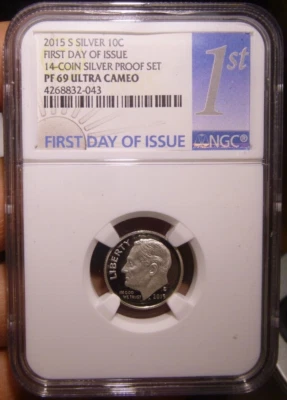 2015 S SILVER 10C
FIRST DAY OF ISSUE
14-COIN SILVER PROOF SET
PF 69 ULTRA CAMEO
4268832-043
1st
FIRST DAY OF ISSUE
NGC®
LIBERTY
2015